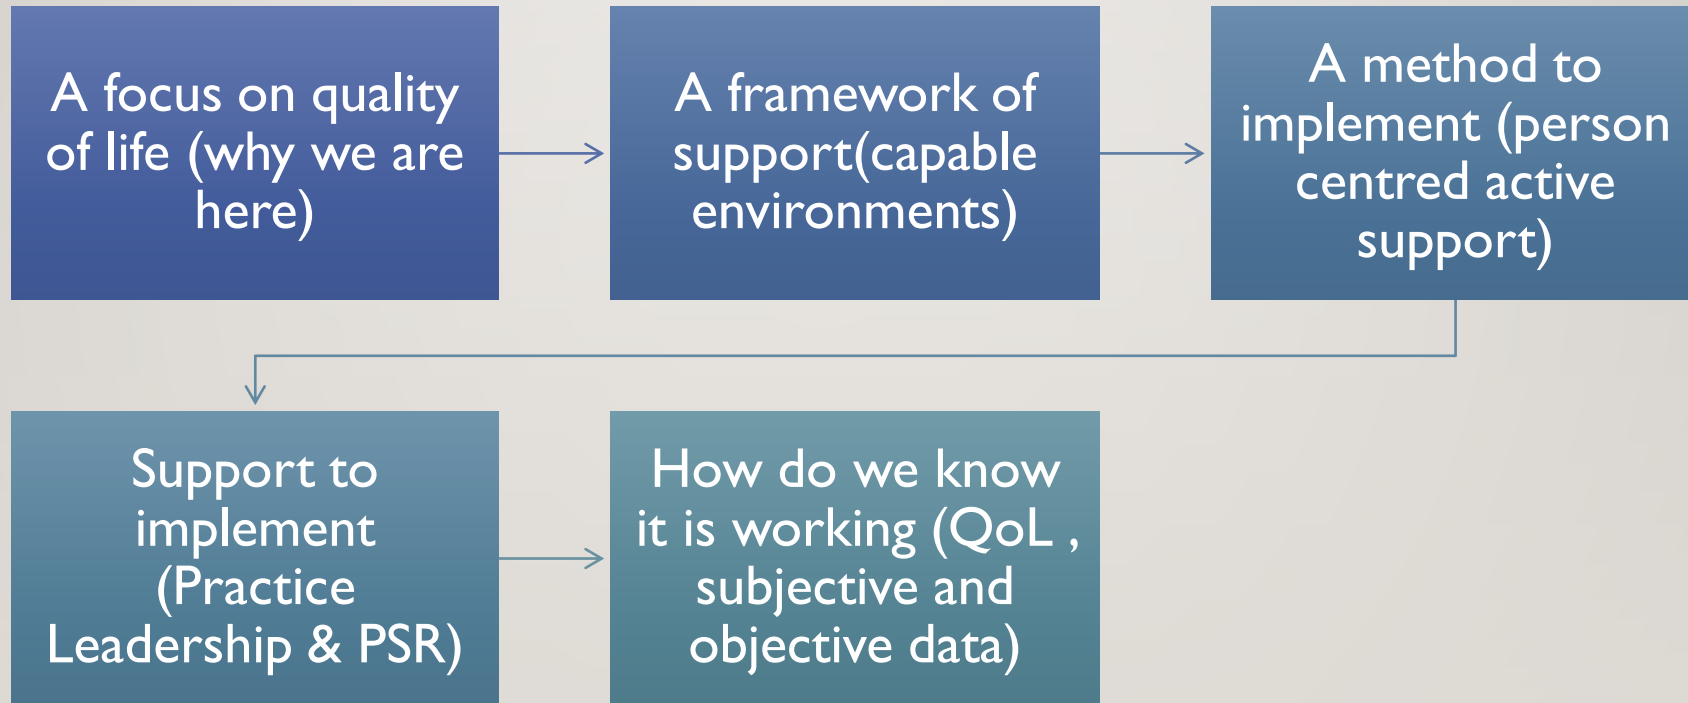 A focus on quality
of life (why we are
here)
A framework of
support(capable
environments)
A method to
implement (person
centred active
support)
Support to
implement
(Practice
Leadership & PSR)
How do we know
it is working (QoL ,
subjective and
objective data)